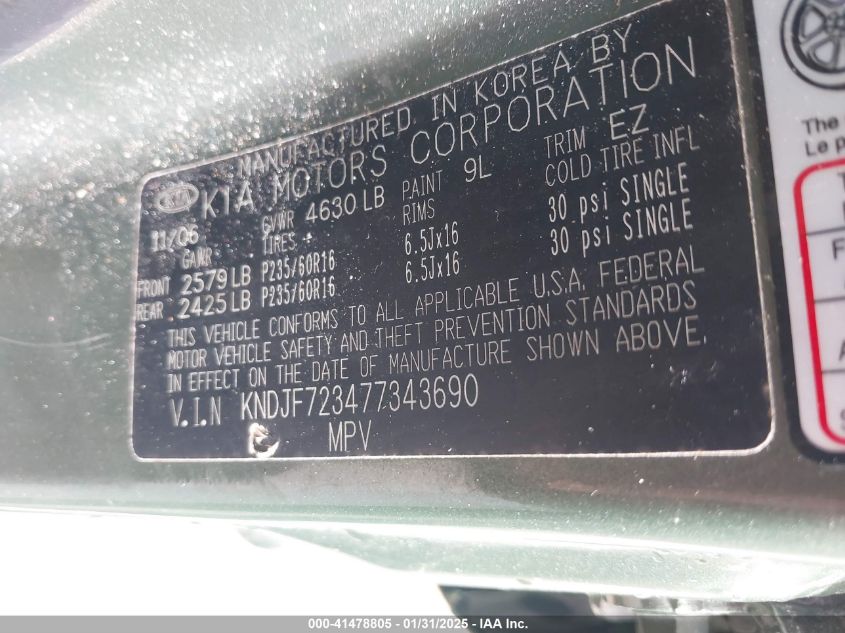 MANUFACTURED IN KOREA BY
KIA KIA MOTORS CORPORATION
11/06 GVWR 4630 LB PAINT 9L TRIM EZ
GAWR TIRES RIMS COLD TIRE INFL
FRONT 2579 LB P235/60R16 6.5Jx16 30 psi SINGLE
REAR 2425 LB P235/60R16 6.5Jx16 30 psi SINGLE
THIS VEHICLE CONFORMS TO ALL APPLICABLE U.S.A. FEDERAL
MOTOR VEHICLE SAFETY AND THEFT PREVENTION STANDARDS
IN EFFECT ON THE DATE OF MANUFACTURE SHOWN ABOVE.
V.I.N KNDJF723477343690
MPV
The
Le p
000-41478805 - 01/31/2025 - IAA Inc.